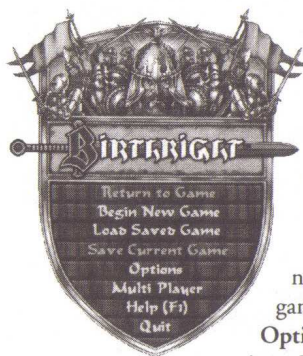 BIRTHRIGHT
Return to Game
Begin New Game
Load Saved Game
Save Current Game
Options
Multi Player
Help (F1)
Quit
n
gam
Opti